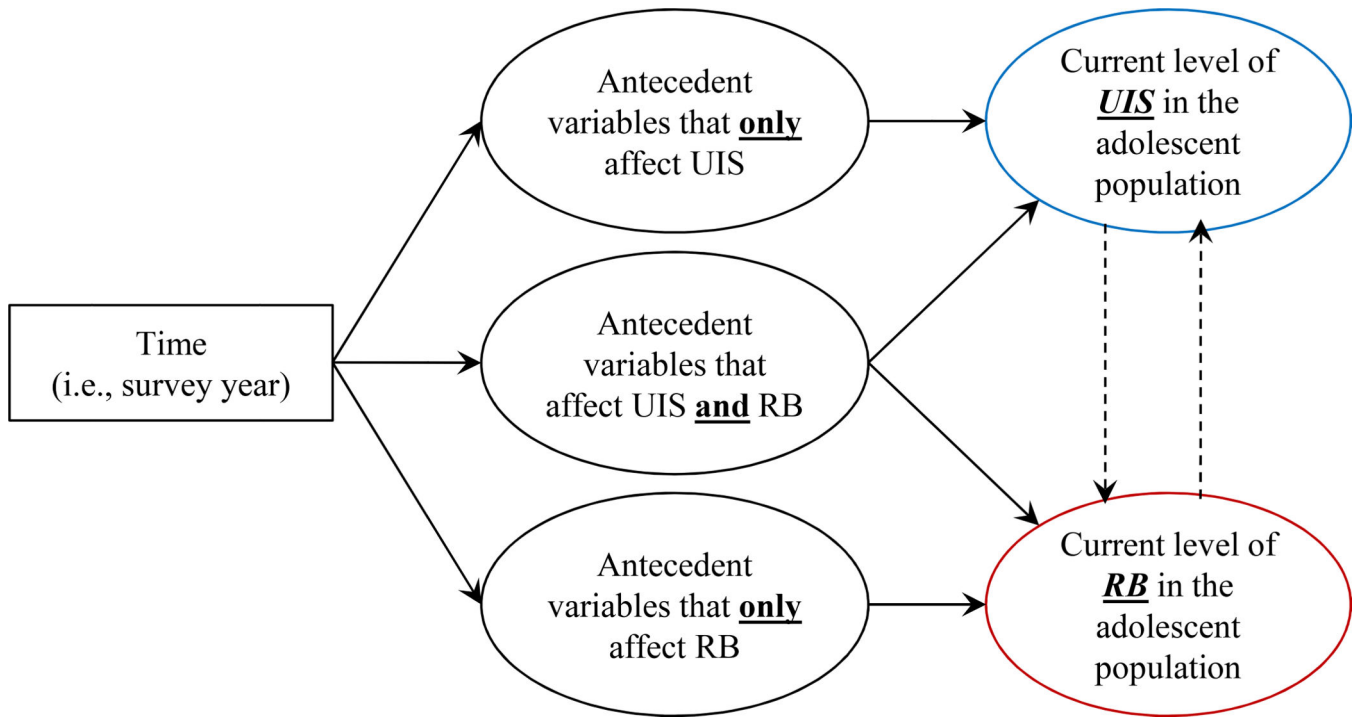 Antecedent
variables that only
affect UIS
Current level of
UIS in the
adolescent
population
Time
(i.e., survey year)
Antecedent
variables that
affect UIS and RB
Antecedent
variables that only
affect RB
Current level of
RB in the
adolescent
population